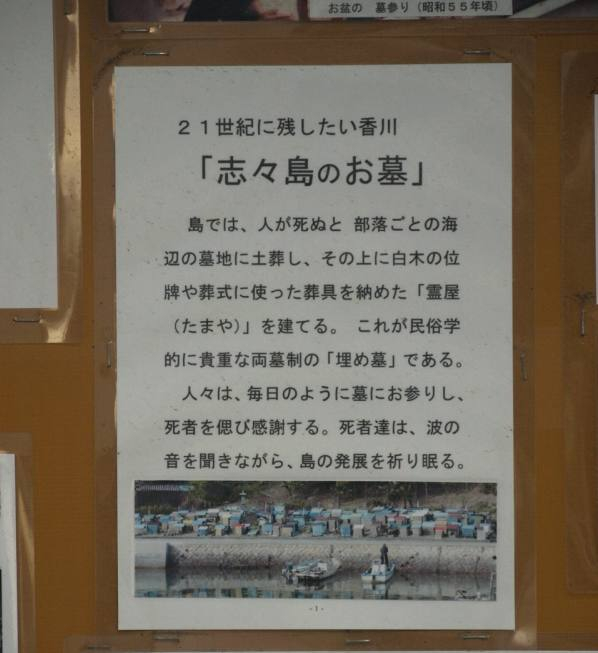 お盆の　墓参り（昭和５５年頃）
２１世紀に残したい香川
「志々島のお墓」
島では、人が死ぬと 部落ごとの海
辺の墓地に土葬し、その上に白木の位
牌や葬式に使った葬具を納めた「霊屋
（たまや）」を建てる。 これが民俗学
的に貴重な両墓制の「埋め墓」である。
人々は、毎日のように墓にお参りし、
死者を偲び感謝する。死者達は、波の
音を聞きながら、島の発展を祈り眠る。
- 1 -